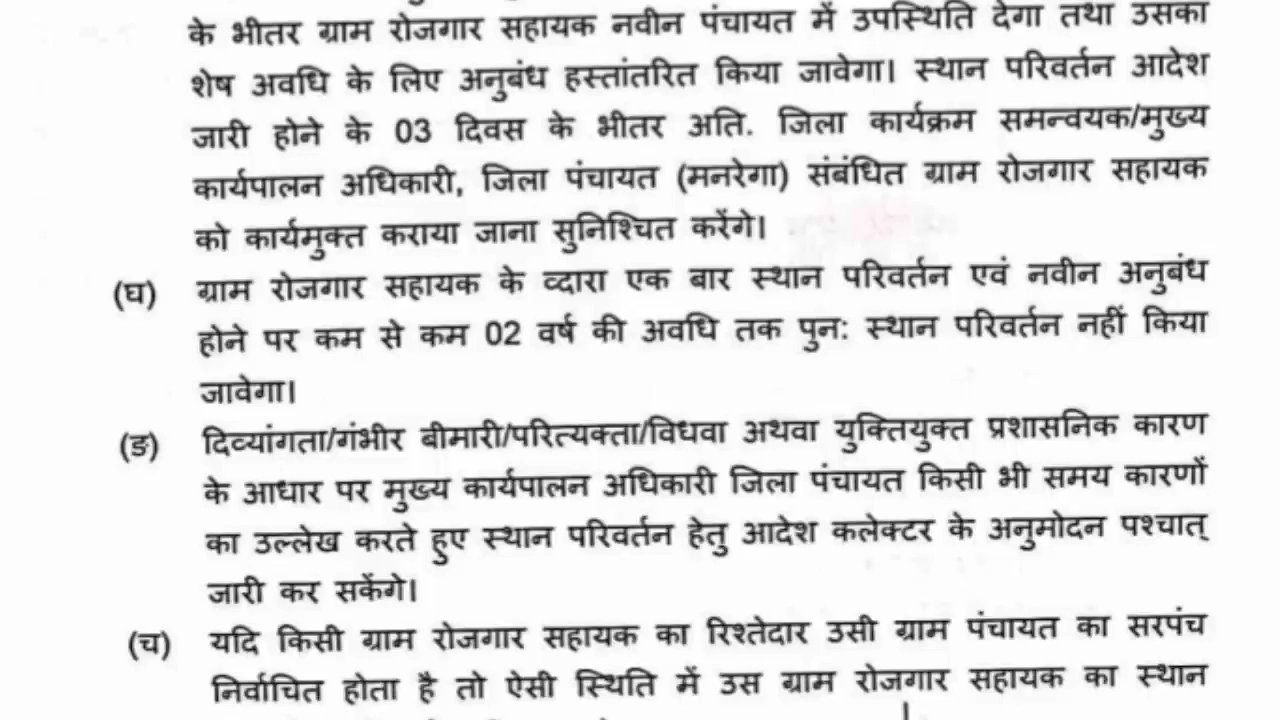 के भीतर ग्राम रोजगार सहायक नवीन पंचायत में उपस्थिति देगा तथा उसका
शेष अवधि के लिए अनुबंध हस्तांतरित किया जावेगा। स्थान परिवर्तन आदेश
जारी होने के 03 दिवस के भीतर अति. जिला कार्यक्रम समन्वयक/मुख्य
कार्यपालन अधिकारी, जिला पंचायत (मनरेगा) संबंधित ग्राम रोजगार सहायक
को कार्यमुक्त कराया जाना सुनिश्चित करेंगे।
(घ) ग्राम रोजगार सहायक के व्दारा एक बार स्थान परिवर्तन एवं नवीन अनुबंध
होने पर कम से कम 02 वर्ष की अवधि तक पुन: स्थान परिवर्तन नहीं किया
जावेगा।
(ङ) दिव्यांगता/गंभीर बीमारी/परित्यक्ता/विधवा अथवा युक्तियुक्त प्रशासनिक कारण
के आधार पर मुख्य कार्यपालन अधिकारी जिला पंचायत किसी भी समय कारणों
का उल्लेख करते हुए स्थान परिवर्तन हेतु आदेश कलेक्टर के अनुमोदन पश्चात्
जारी कर सकेंगे।
(च) यदि किसी ग्राम रोजगार सहायक का रिश्तेदार उसी ग्राम पंचायत का सरपंच
निर्वाचित होता है तो ऐसी स्थिति में उस ग्राम रोजगार सहायक का स्थान